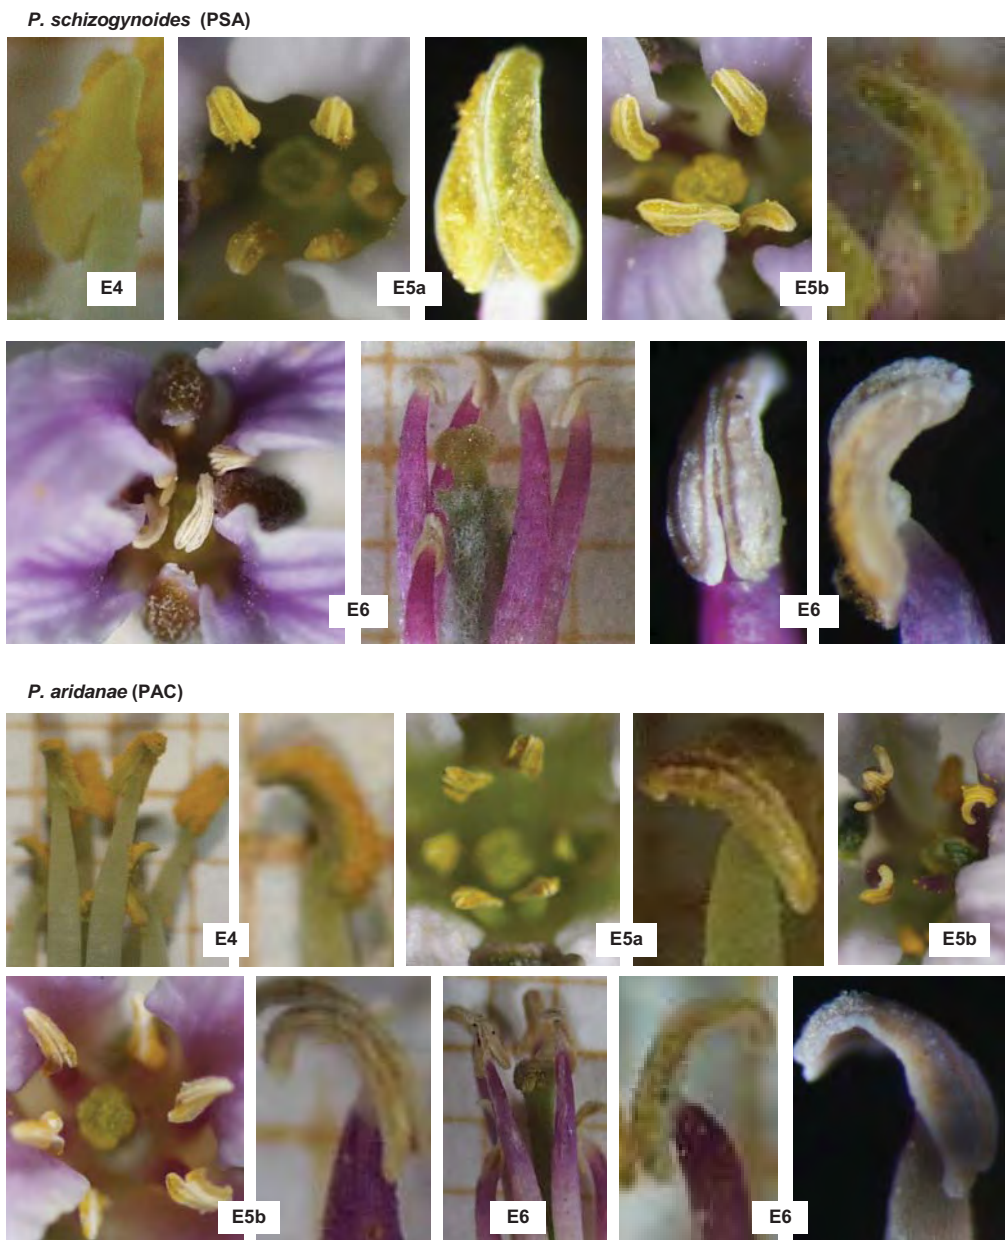 P. schizogynoides (PSA)
E4
E5a
E5b
E6
E6
P. aridanae (PAC)
E4
E5a
E5b
E5b
E6
E6